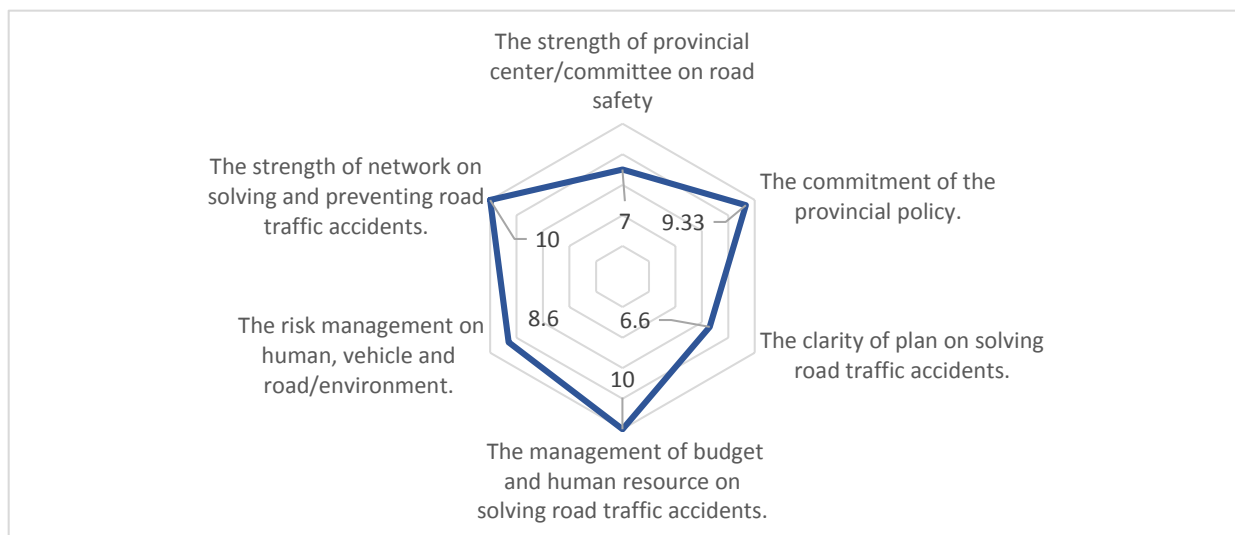 The strength of provincial
center/committee on road
safety
The commitment of the
provincial policy.
The clarity of plan on solving
road traffic accidents.
The management of budget
and human resource on
solving road traffic accidents.
The risk management on
human, vehicle and
road/environment.
The strength of network on
solving and preventing road
traffic accidents.
7
9.33
6.6
10
8.6
10